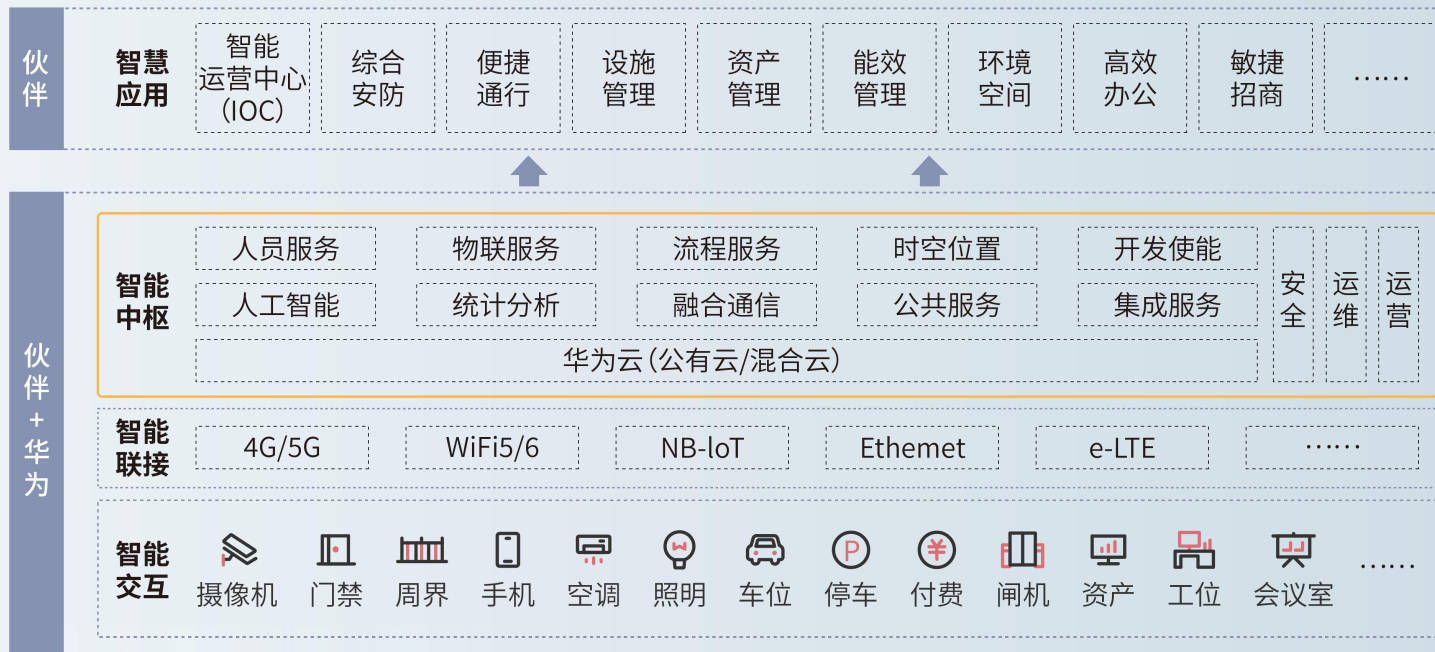 伙伴
智慧应用
智能运营中心(IOC)
综合安防
便捷通行
设施管理
资产管理
能效管理
环境空间
高效办公
敏捷招商
……
伙伴+华为
智能中枢
人员服务
物联服务
流程服务
时空位置
开发使能
人工智能
统计分析
融合通信
公共服务
集成服务
华为云(公有云/混合云)
安全
运维
运营
智能联接
4G/5G
WiFi5/6
NB-loT
Ethemet
e-LTE
……
智能交互
P
¥
摄像机
门禁
周界
手机
空调
照明
车位
停车
付费
闸机
资产
工位
会议室
……